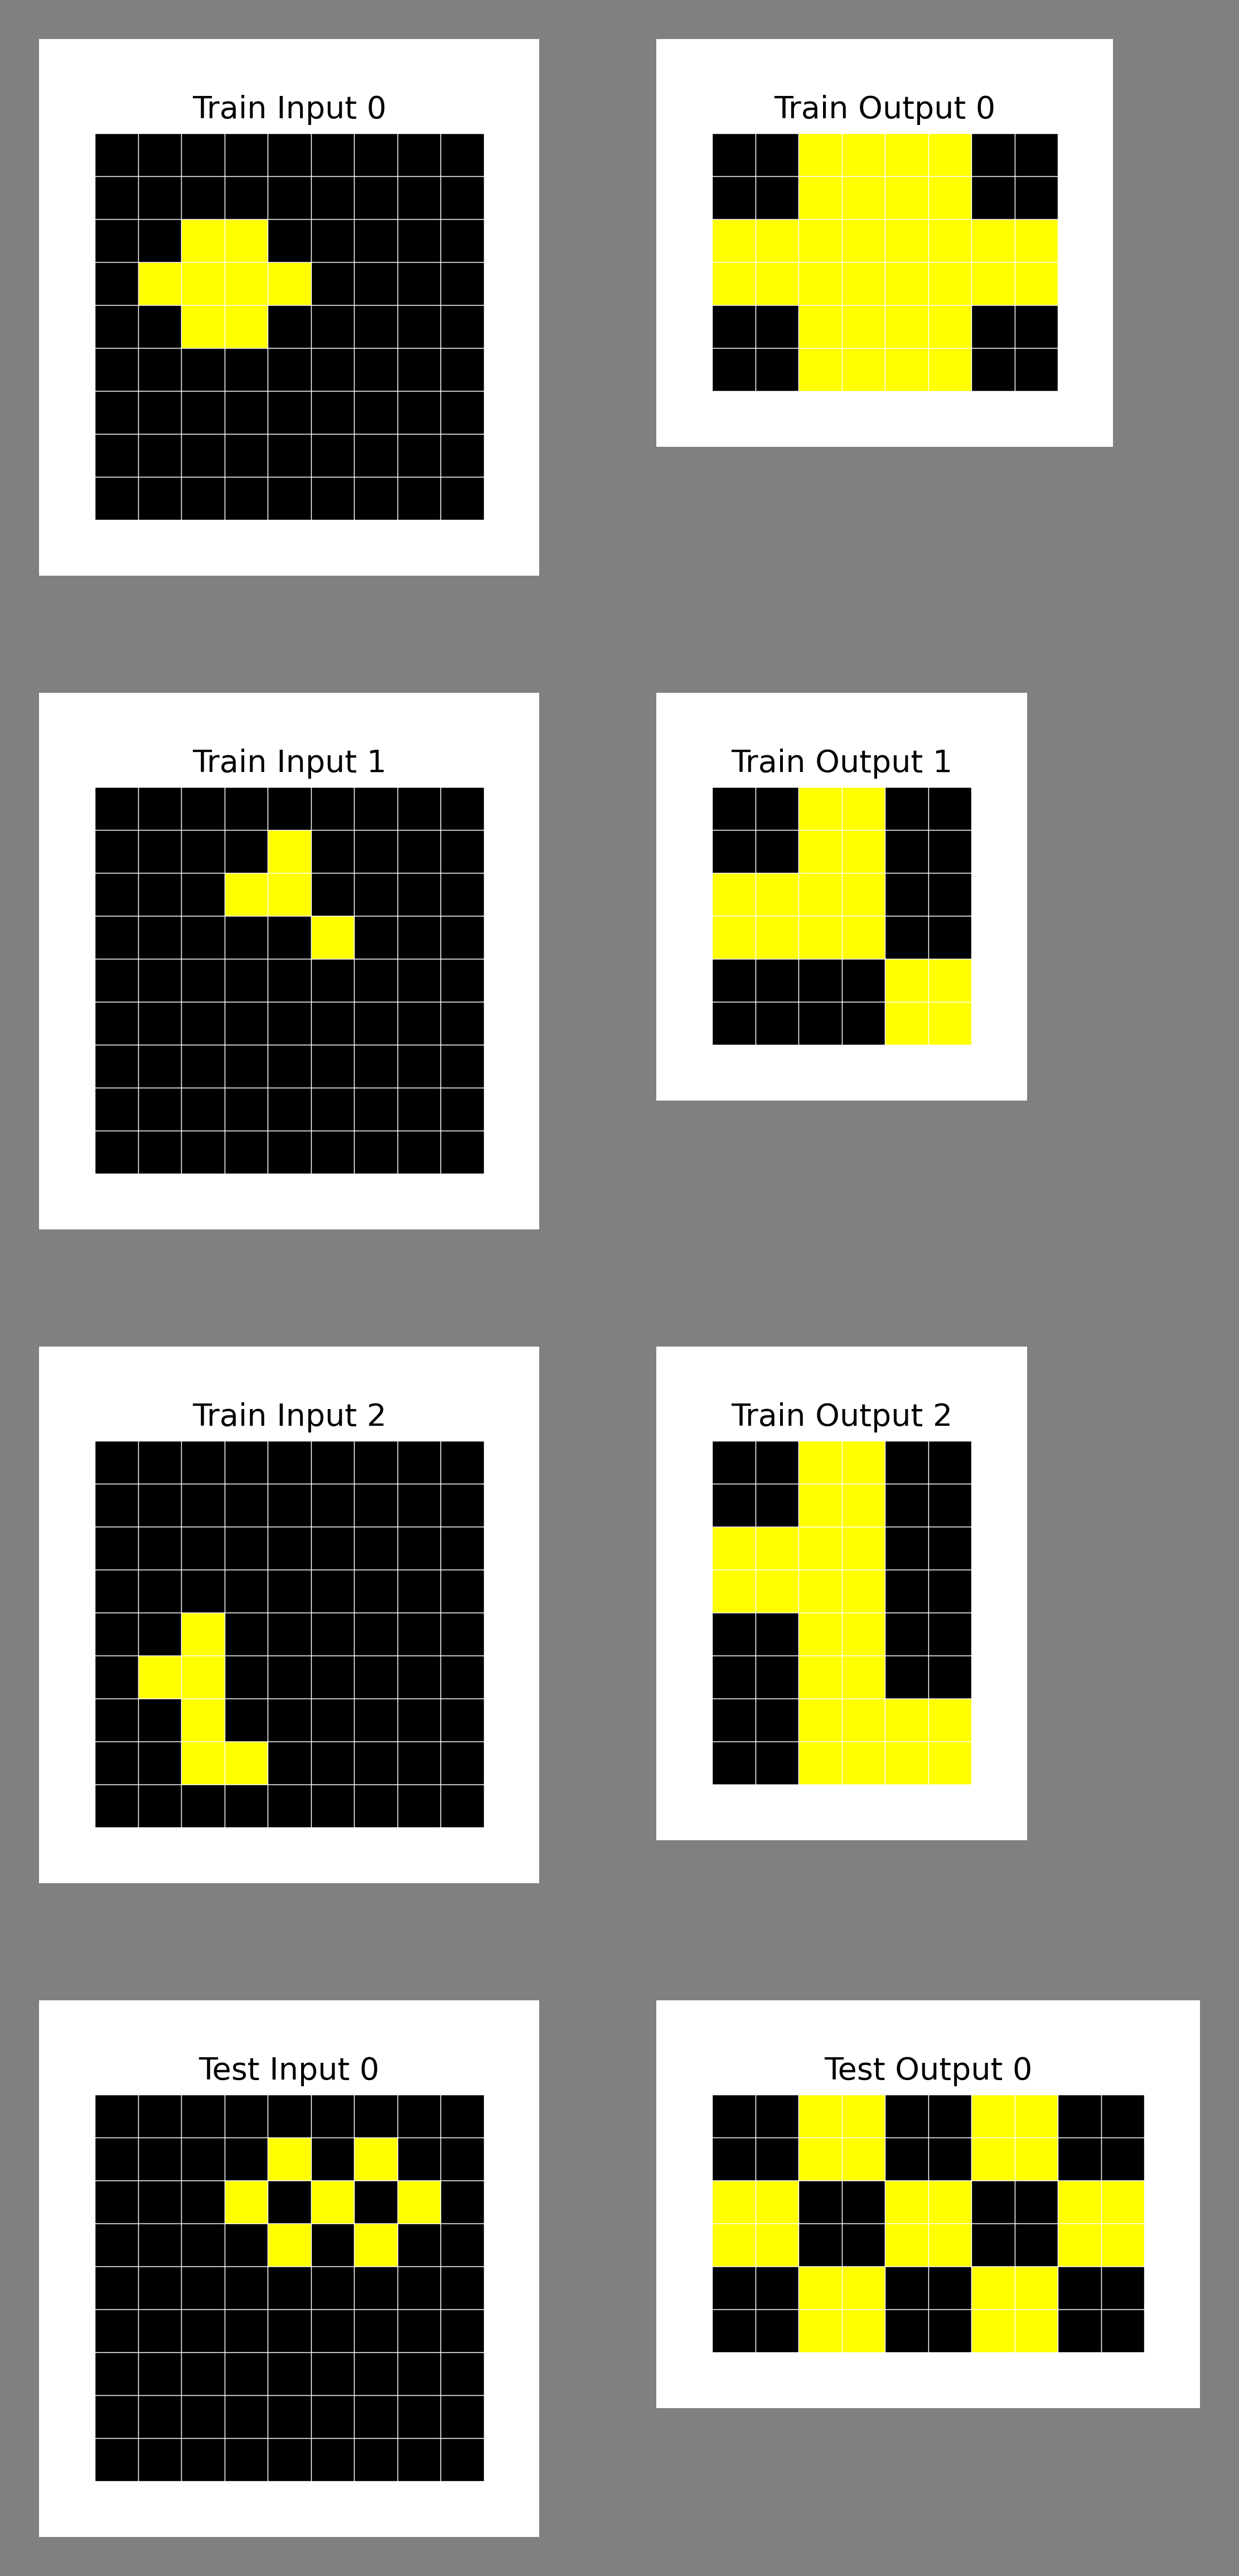 Train Input 0
Train Output 0
Train Input 1
Train Output 1
Train Input 2
Train Output 2
Test Input 0
Test Output 0